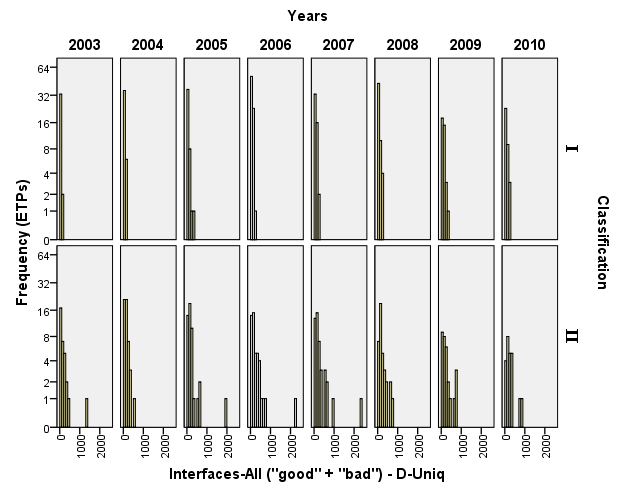 Years
2003 2004 2005 2006 2007 2008 2009 2010
64
32
16
8
4
2
1
0
I
64
32
16
8
4
2
1
0
II
Frequency (ETPs)
Classification
0 1000 2000 0 1000 2000 0 1000 2000 0 1000 2000 0 1000 2000 0 1000 2000 0 1000 2000 0 1000 2000
Interfaces-All ("good" + "bad") - D-Uniq